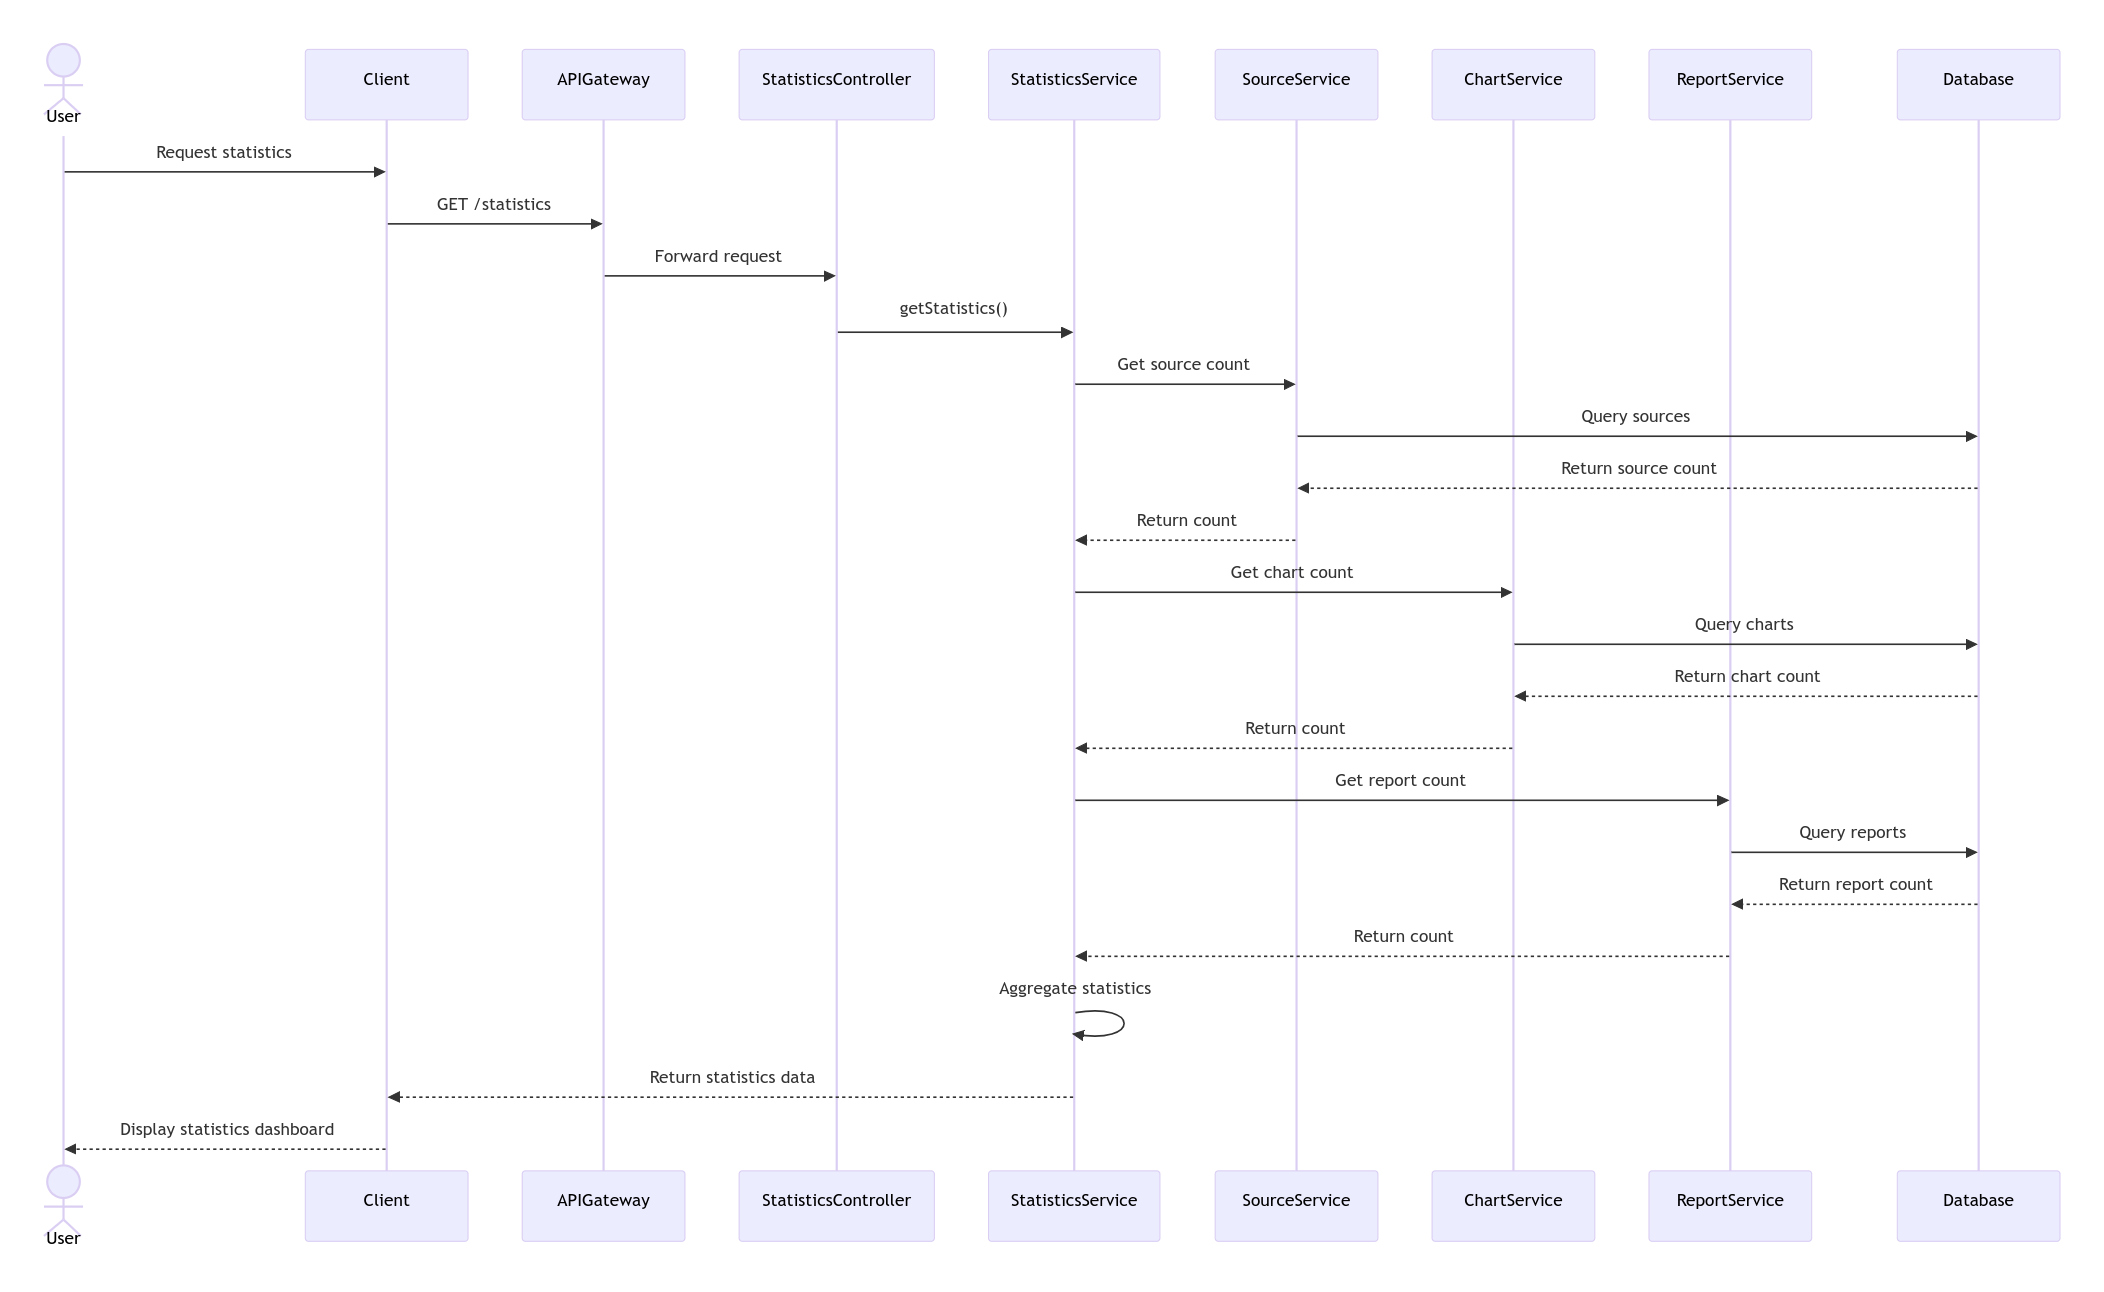 User
Client
APIGateway
StatisticsController
StatisticsService
SourceService
ChartService
ReportService
Database
Request statistics
GET /statistics
Forward request
getStatistics()
Get source count
Query sources
Return source count
Return count
Get chart count
Query charts
Return chart count
Return count
Get report count
Query reports
Return report count
Return count
Aggregate statistics
Return statistics data
Display statistics dashboard
User
Client
APIGateway
StatisticsController
StatisticsService
SourceService
ChartService
ReportService
Database